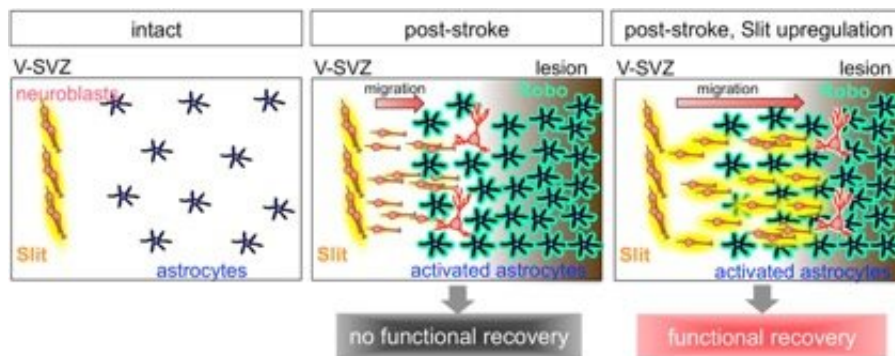 intact
V-SVZ
neuroblasts
Slit
astrocytes
post-stroke
V-SVZ
lesion
migration
Robo
Slit
activated astrocytes
no functional recovery
post-stroke, Slit upregulation
V-SVZ
lesion
migration
Robo
Slit
activated astrocytes
functional recovery